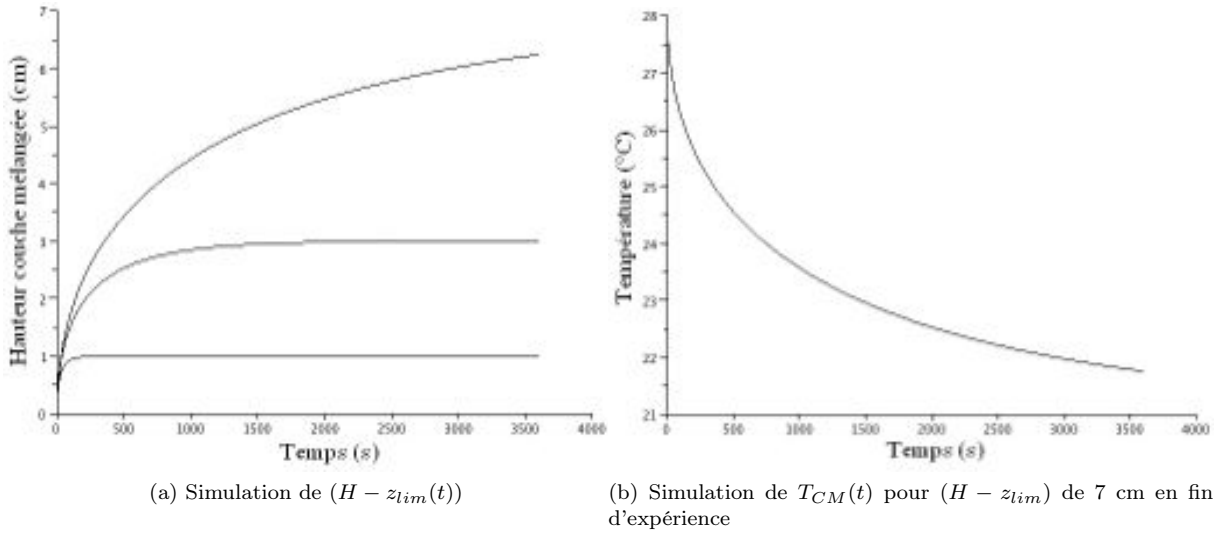 7
6
5
4
3
2
1
0
Hauteur couche mélangée (cm)
0 500 1000 1500 2000 2500 3000 3500 4000
Temps (s)
(a) Simulation de (H − z_lim(t))
28
27
26
25
24
23
22
21
Température (°C)
0 500 1000 1500 2000 2500 3000 3500 4000
Temps (s)
(b) Simulation de T_CM(t) pour (H − z_lim) de 7 cm en fin
d'expérience